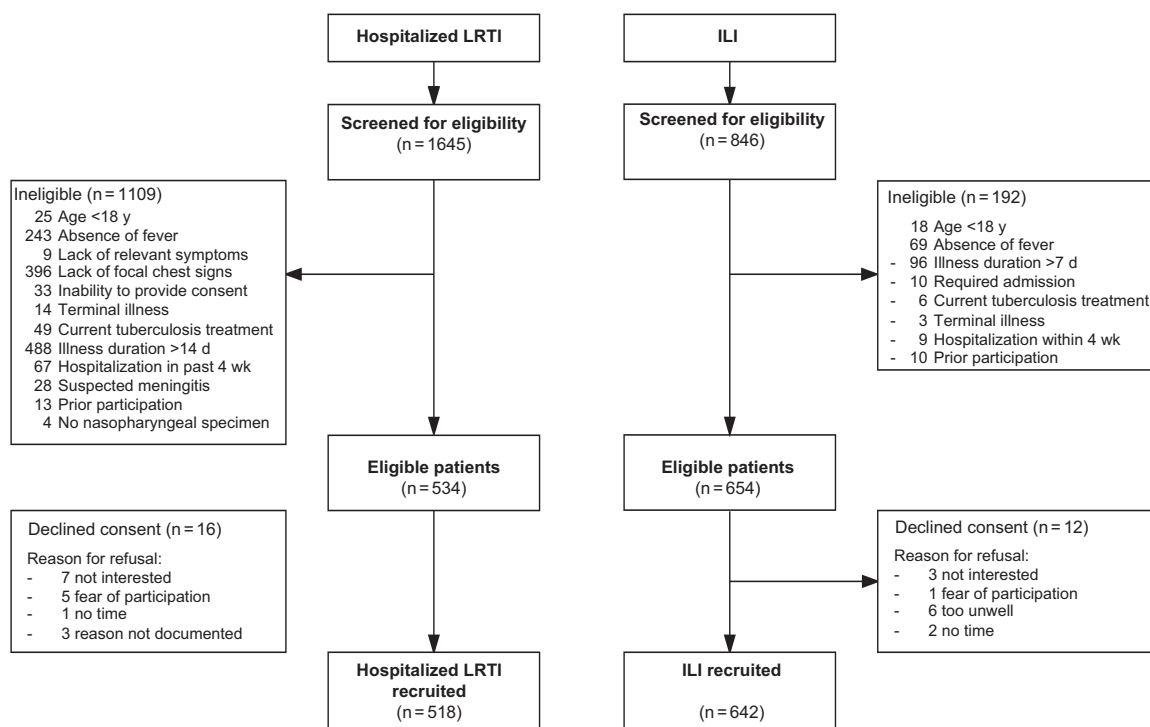 Hospitalized LRTI
ILI
Screened for eligibility
(n = 1645)
Screened for eligibility
(n = 846)
Ineligible (n = 1109)
25 Age <18 y
243 Absence of fever
9 Lack of relevant symptoms
396 Lack of focal chest signs
33 Inability to provide consent
14 Terminal illness
49 Current tuberculosis treatment
488 Illness duration >14 d
67 Hospitalization in past 4 wk
28 Suspected meningitis
13 Prior participation
4 No nasopharyngeal specimen
Ineligible (n = 192)
18 Age <18 y
69 Absence of fever
- 96 Illness duration >7 d
- 10 Required admission
- 6 Current tuberculosis treatment
- 3 Terminal illness
- 9 Hospitalization within 4 wk
- 10 Prior participation
Eligible patients
(n = 534)
Eligible patients
(n = 654)
Declined consent (n = 16)
Reason for refusal:
- 7 not interested
- 5 fear of participation
- 1 no time
- 3 reason not documented
Declined consent (n = 12)
Reason for refusal:
- 3 not interested
- 1 fear of participation
- 6 too unwell
- 2 no time
Hospitalized LRTI
recruited
(n = 518)
ILI recruited
(n = 642)